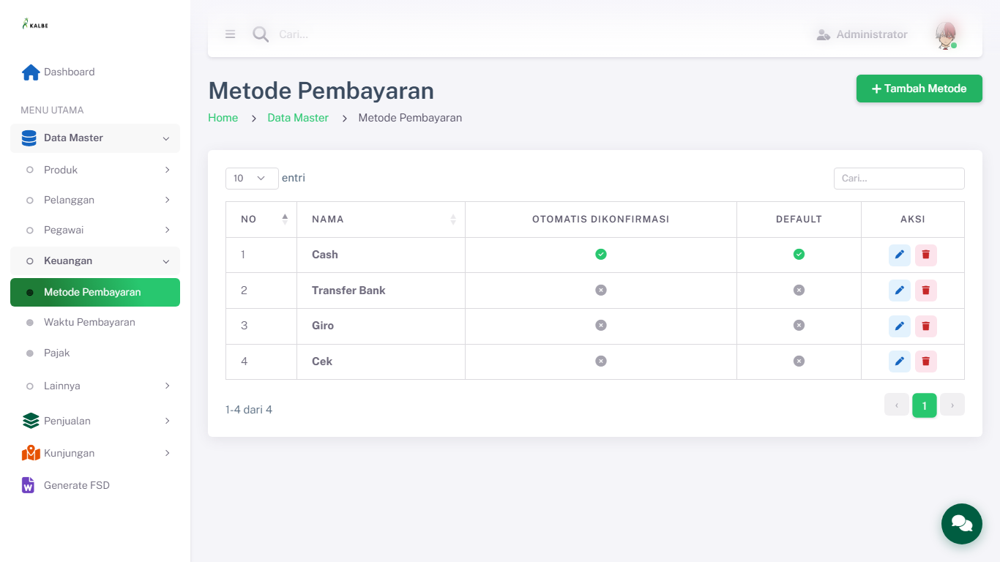 KALBE
Cari...
Administrator
Dashboard
MENU UTAMA
Data Master
Produk
Pelanggan
Pegawai
Keuangan
Metode Pembayaran
Waktu Pembayaran
Pajak
Lainnya
Penjualan
Kunjungan
W Generate FSD
Metode Pembayaran
+ Tambah Metode
Home > Data Master > Metode Pembayaran
10 entri
Cari...
NO NAMA OTOMATIS DIKONFIRMASI DEFAULT AKSI
1 Cash
2 Transfer Bank
3 Giro
4 Cek
1-4 dari 4
‹ 1 ›